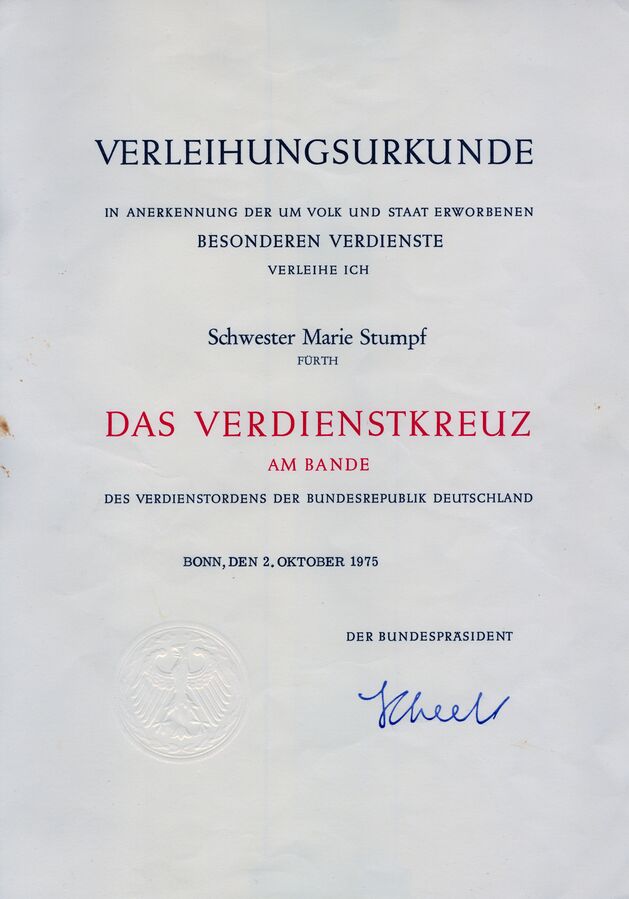 VERLEIHUNGSURKUNDE
IN ANERKENNUNG DER UM VOLK UND STAAT ERWORBENEN
BESONDEREN VERDIENSTE
VERLEIHE ICH
Schwester Marie Stumpf
FÜRTH
DAS VERDIENSTKREUZ
AM BANDE
DES VERDIENSTORDENS DER BUNDESREPUBLIK DEUTSCHLAND
BONN, DEN 2. OKTOBER 1975
DER BUNDESPRÄSIDENT
Scheel